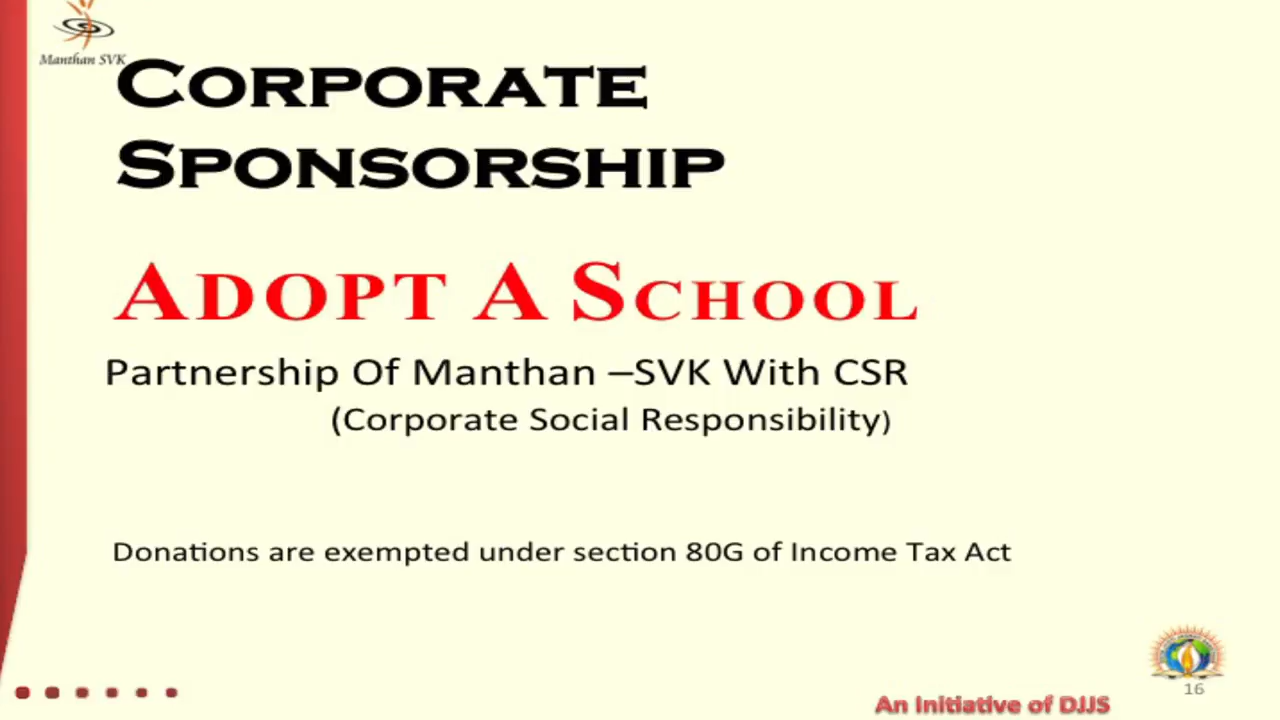 Manthan SVK
CORPORATE
SPONSORSHIP
ADOPT A SCHOOL
Partnership Of Manthan –SVK With CSR
(Corporate Social Responsibility)
Donations are exempted under section 80G of Income Tax Act
16
An Initiative of DJJS